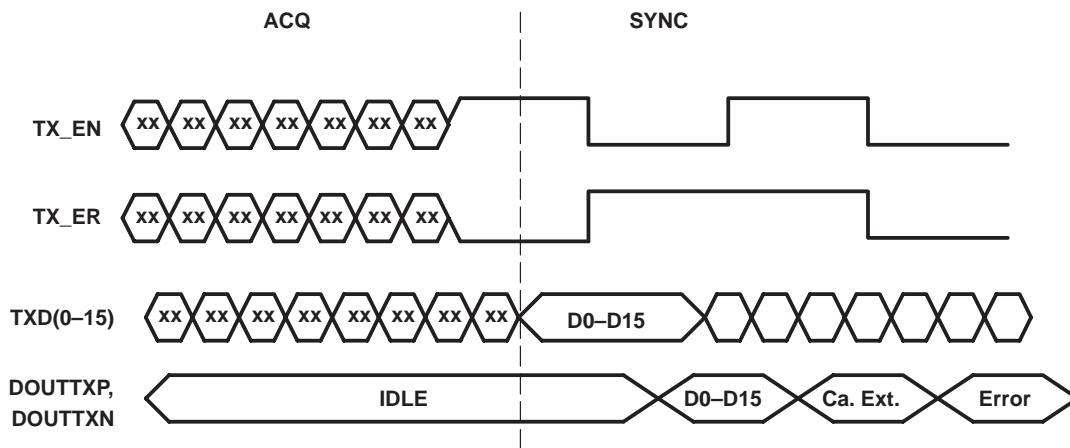 ACQ SYNC
TX_EN xx xx xx xx xx xx xx
TX_ER xx xx xx xx xx xx xx
TXD(0–15) xx xx xx xx xx xx xx xx D0–D15
DOUTTXP,
DOUTTXN IDLE D0–D15 Ca. Ext. Error